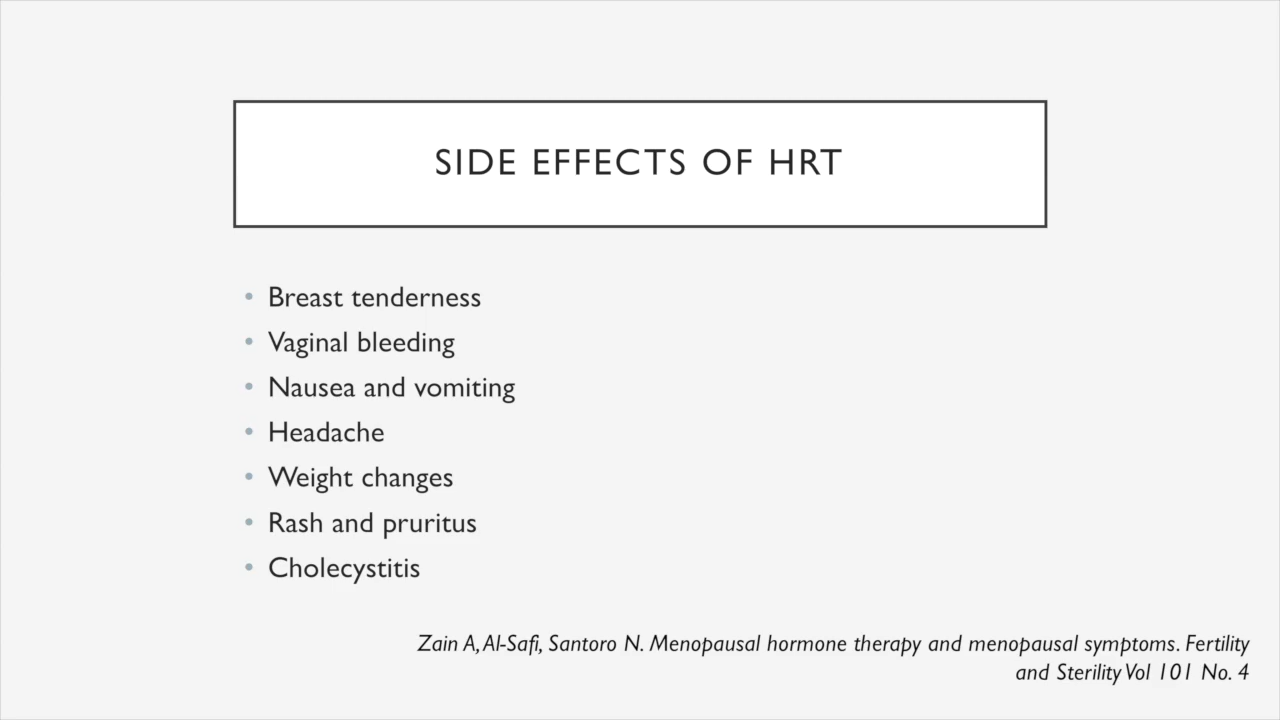 SIDE EFFECTS OF HRT
• Breast tenderness
• Vaginal bleeding
• Nausea and vomiting
• Headache
• Weight changes
• Rash and pruritus
• Cholecystitis
Zain A, Al-Safi, Santoro N. Menopausal hormone therapy and menopausal symptoms. Fertility
and Sterility Vol 101 No. 4